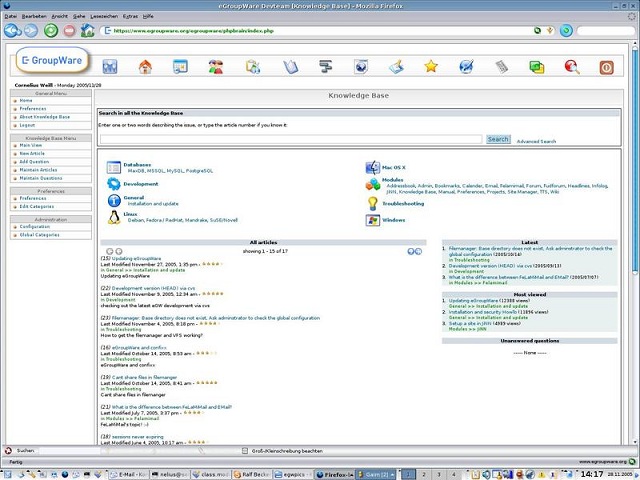 eGroupWare Devteam [Knowledge Base] - Mozilla Firefox
Datei Bearbeiten Ansicht Gehe Lesezeichen Extras Hilfe
https://www.egroupware.org/egroupware/phpbrain/index.php
GroupWare
Cornelius Weiß - Monday 2005/11/28
General Menu
Home
Preferences
About Knowledge Base
Logout
Knowledge Base Menu
Main View
New Article
Add Question
Maintain Articles
Maintain Questions
Preferences
Preferences
Edit Categories
Administration
Configuration
Global Categories
Knowledge Base
Search in all the Knowledge Base
Enter one or two words describing the issue, or type the article number if you know it:
Search
Advanced Search
Databases
MaxDB, MSSQL, MySQL, PostgreSQL
Development
General
Installation and update
Linux
Debian, Fedora / RedHat, Mandrake, SuSE/Novell
Mac OS X
Modules
Addressbook, Admin, Bookmarks, Calender, Email, Felamimail, Forum, Fudforum, Headlines, Infolog,
JiNN, Knowledge Base, Manual, Preferences, Projects, Site Manager, TTS, Wiki
Troubleshooting
Windows
All articles
showing 1 - 15 of 17
(15) Updating eGroupWare
Last Modified November 27, 2005, 1:35 pm -
in General >> Installation and update
Updating eGroupWare
(22) Development version (HEAD) via cvs
Last Modified November 9, 2005, 12:34 am -
in Development
checking out the latest eGW development via cvs
(23) filemanager: Base directory does not exist, Ask adminstrator to check the global configuration
Last Modified November 4, 2005, 8:18 pm -
in Troubleshooting
How to get the filemanager and VFS working?
(16) eGroupWare and confixx
Last Modified October 14, 2005, 8:53 am -
in Troubleshooting
eGroupWare and confixx
(19) Cant share files in filemanger
Last Modified October 14, 2005, 8:41 am -
in Troubleshooting
Cant share files in filemanger
(21) What is the difference between FeLaMiMail and EMail?
Last Modified July 7, 2005, 3:37 pm -
in Modules >> Felamimail
FeLaMiMail's topic! :-)
(18) sessions never expiring
Last Modified June 4, 2005, 10:17 am -
Latest
1. filemanager: Base directory does not exist, Ask adminstrator to check the
global configuration (2005/10/14)
in Troubleshooting
2. Development version (HEAD) via cvs (2005/09/13)
in Development
3. What is the difference between FeLaMiMail and EMail? (2005/07/07)
in Modules >> Felamimail
Most viewed
1. Updating eGroupWare (12388 views)
General >> Installation and update
2. Installation and security HowTo (11896 views)
General >> Installation and update
3. Setup a site in JiNN (4989 views)
Modules >> JiNN
Unanswered questions
----- None -----
Suchen:
Groß-/Kleinschreibung beachten
Fertig
www.egroupware.org
E-Mail - Ko
nelius@so
class.mod
Ralf Beck
egwpics
Firefox-
Gaim [2]
1 2 3 4
14:17
28.11.2005